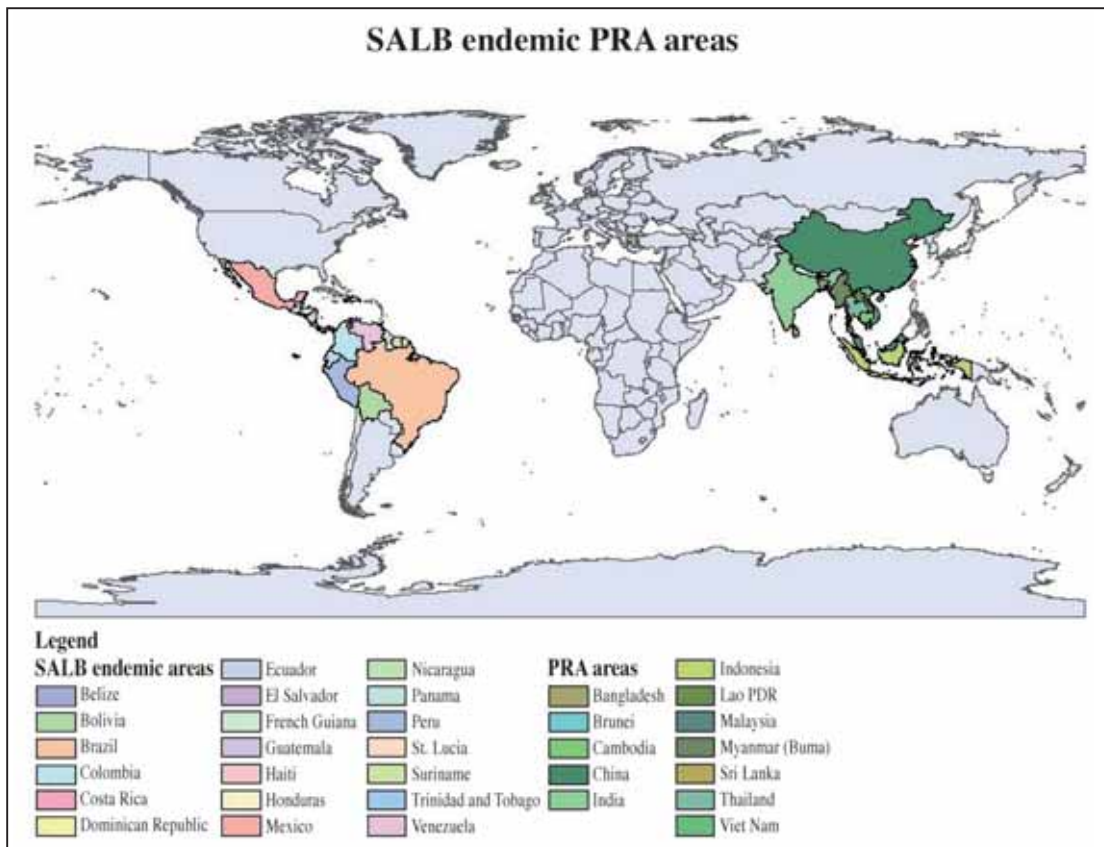 SALB endemic PRA areas
Legend
SALB endemic areas
Belize
Bolivia
Brazil
Colombia
Costa Rica
Dominican Republic
Ecuador
El Salvador
French Guiana
Guatemala
Haiti
Honduras
Mexico
Nicaragua
Panama
Peru
St. Lucia
Suriname
Trinidad and Tobago
Venezuela
PRA areas
Bangladesh
Brunei
Cambodia
China
India
Indonesia
Lao PDR
Malaysia
Myanmar (Buma)
Sri Lanka
Thailand
Viet Nam